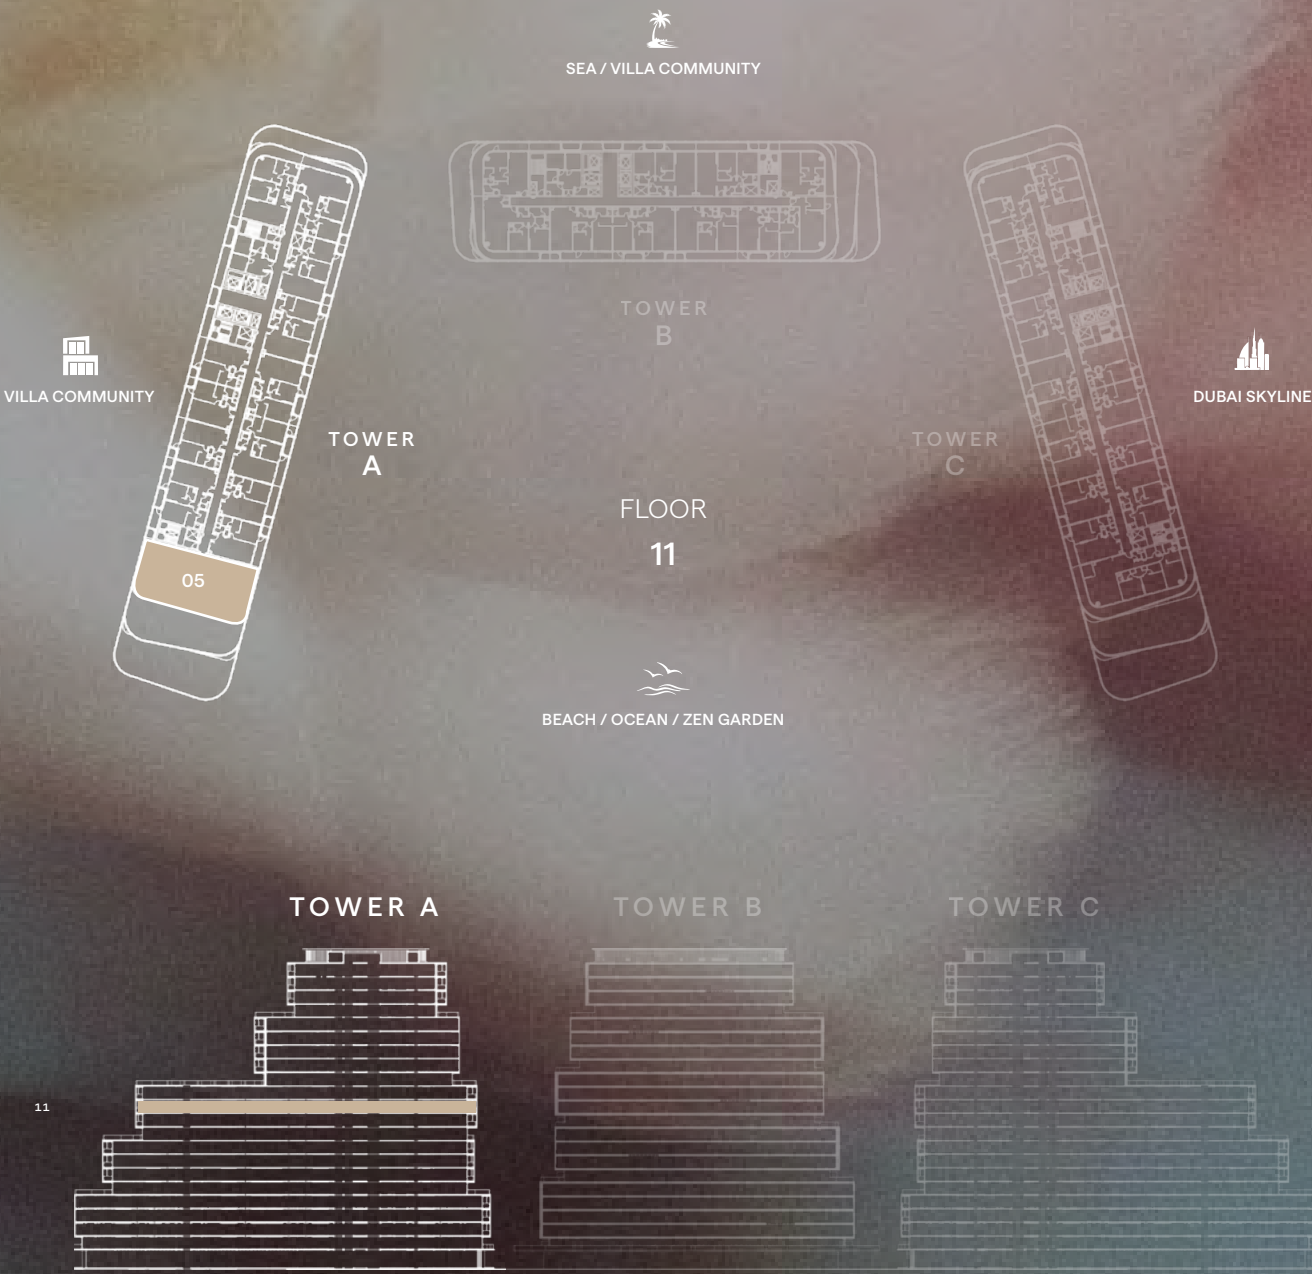 SEA / VILLA COMMUNITY
TOWER
B
VILLA COMMUNITY
DUBAI SKYLINE
TOWER
A
TOWER
C
FLOOR
11
05
BEACH / OCEAN / ZEN GARDEN
TOWER A
TOWER B
TOWER C
11